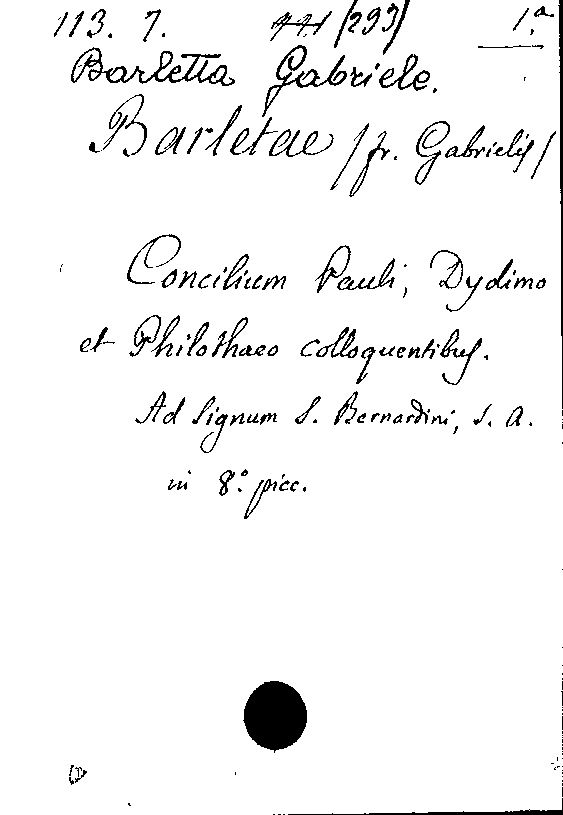 113. 7. 771 /293/ 1.a
Barletta Gabriele.
Barletae /fr. Gabrielis/
Concilium Pauli, Dydimo
et Philothaeo colloquentibus.
Ad signum S. Bernardini, s. a.
in 8.° picc.